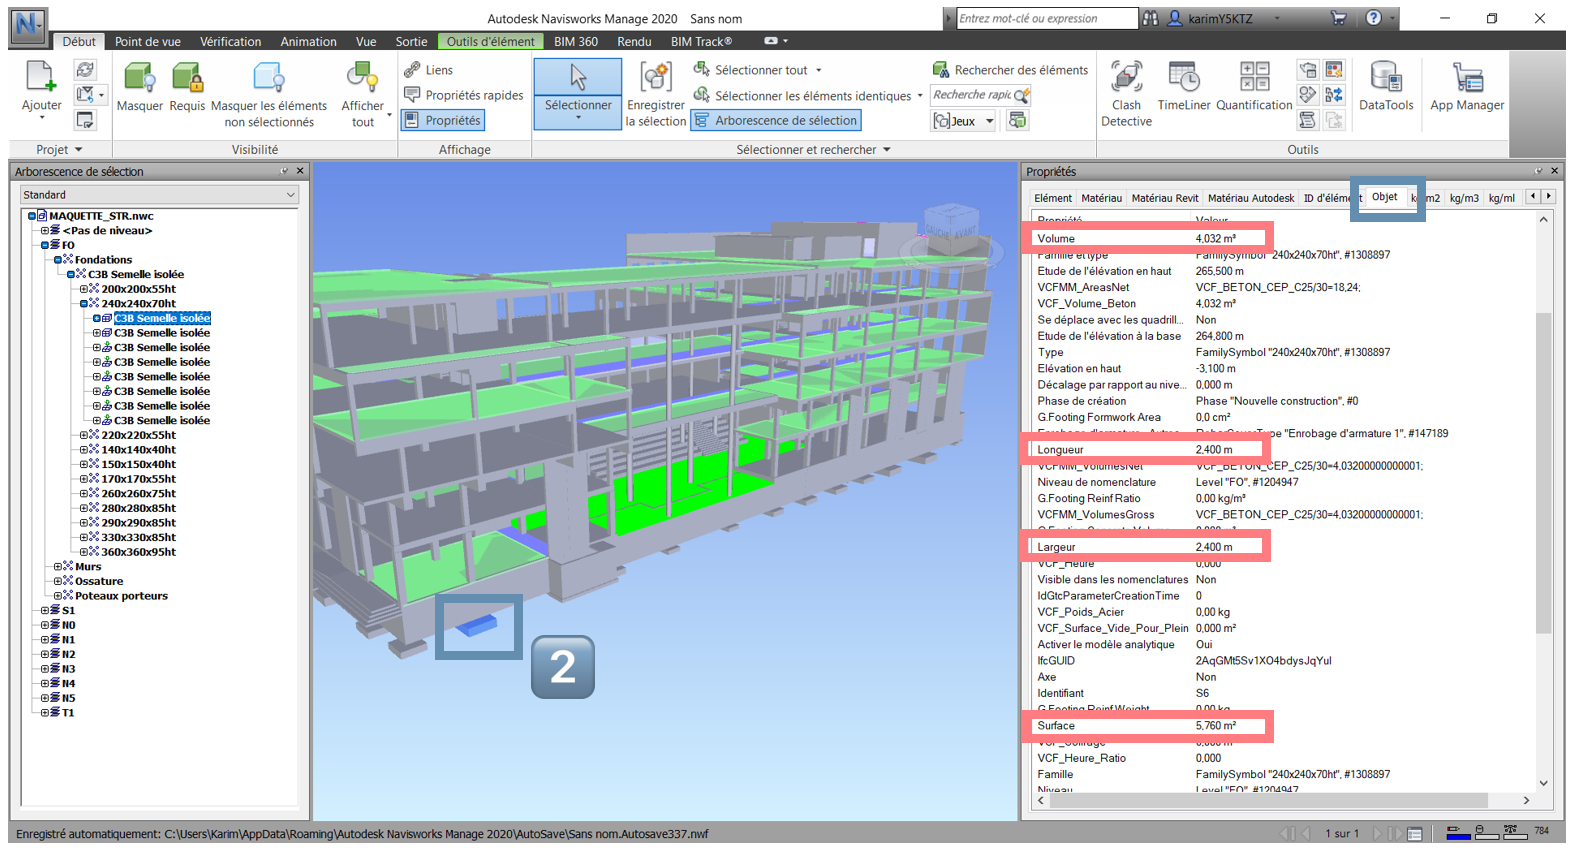 Autodesk Navisworks Manage 2020 Sans nom
Entrez mot-clé ou expression
karimY5KTZ
Début Point de vue Vérification Animation Vue Sortie Outils d'élément BIM 360 Rendu BIM Track®
Ajouter
Projet
Masquer
Requis
Masquer les éléments
non sélectionnés
Afficher
tout
Visibilité
Liens
Propriétés rapides
Propriétés
Affichage
Sélectionner
Enregistrer
la sélection
Sélectionner tout
Sélectionner les éléments identiques
Arborescence de sélection
Rechercher des éléments
Jeux
Sélectionner et rechercher
Clash
Detective
TimeLiner
Quantification
DataTools
App Manager
Outils
Arborescence de sélection
Standard
MAQUETTE_STR.nwc
<Pas de niveau>
FO
Fondations
C3B Semelle isolée
200x200x55ht
240x240x70ht
C3B Semelle isolée
C3B Semelle isolée
C3B Semelle isolée
C3B Semelle isolée
C3B Semelle isolée
C3B Semelle isolée
C3B Semelle isolée
C3B Semelle isolée
220x220x55ht
140x140x40ht
150x150x40ht
170x170x55ht
260x260x75ht
280x280x85ht
290x290x85ht
330x330x85ht
360x360x95ht
Murs
Ossature
Poteaux porteurs
S1
N0
N1
N2
N3
N4
N5
T1
GAUCHE AVANT
2
Propriétés
Elément Matériau Matériau Revit Matériau Autodesk ID d'élément Objet kg/m2 kg/m3 kg/ml
Propriété Valeur
Volume 4,032 m³
Famille et type FamilySymbol "240x240x70ht", #1308897
Etude de l'élévation en haut 265,500 m
VCFMM_AreasNet VCF_BETON_CEP_C25/30=18,24;
VCF_Volume_Beton 4,032 m³
Se déplace avec les quadrill... Non
Etude de l'élévation à la base 264,800 m
Type FamilySymbol "240x240x70ht", #1308897
Elévation en haut -3,100 m
Décalage par rapport au nive... 0,000 m
Phase de création Phase "Nouvelle construction", #0
G.Footing Formwork Area 0,0 cm²
Enrobage d'armature - Autres RebarCoverType "Enrobage d'armature 1", #147189
Longueur 2,400 m
VCFMM_VolumesNet VCF_BETON_CEP_C25/30=4,03200000000001;
Niveau de nomenclature Level "FO", #1204947
G.Footing Reinf Ratio 0,00 kg/m³
VCFMM_VolumesGross VCF_BETON_CEP_C25/30=4,03200000000001;
G.Footing Concrete Volume 0,000 m³
Largeur 2,400 m
VCF_Heure 0,000
Visible dans les nomenclatures Non
IdGtcParameterCreationTime 0
VCF_Poids_Acier 0,00 kg
VCF_Surface_Vide_Pour_Plein 0,000 m²
Activer le modèle analytique Oui
IfcGUID 2AqGMt5Sv1XO4bdysJqYul
Axe Non
Identifiant S6
G.Footing Reinf Weight 0,00 kg
Surface 5,760 m²
VCF_Coffrage 0,000 m²
VCF_Heure_Ratio 0,000
Famille FamilySymbol "240x240x70ht", #1308897
Niveau Level "FO", #1204947
Enregistré automatiquement: C:\Users\Karim\AppData\Roaming\Autodesk Navisworks Manage 2020\AutoSave\Sans nom.Autosave337.nwf
1 sur 1
784